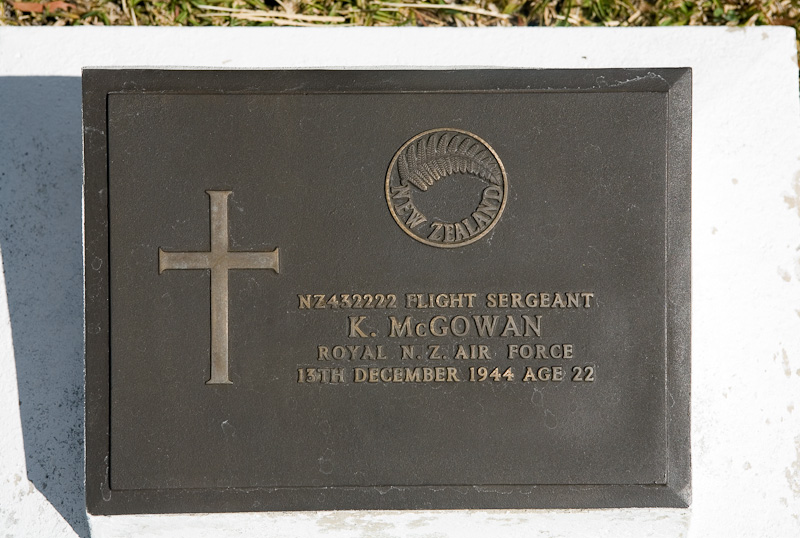 NEW ZEALAND
NZ432222 FLIGHT SERGEANT
K. McGOWAN
ROYAL N.Z. AIR FORCE
13TH DECEMBER 1944 AGE 22